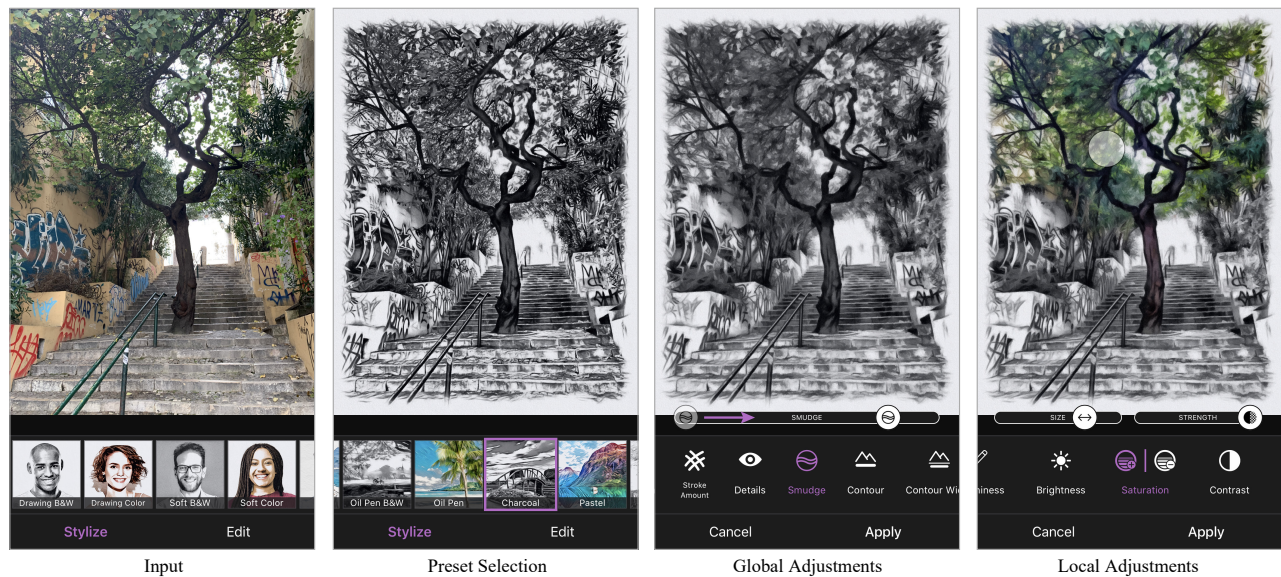 Drawing B&W
Drawing Color
Soft B&W
Soft Color
Stylize
Edit
Input
Oil Pen B&W
Oil Pen
Charcoal
Pastel
Stylize
Edit
Preset Selection
SMUDGE
Stroke
Amount
Details
Smudge
Contour
Contour Wi
Cancel
Apply
Global Adjustments
SIZE
STRENGTH
niness
Brightness
Saturation
Contrast
Cancel
Apply
Local Adjustments